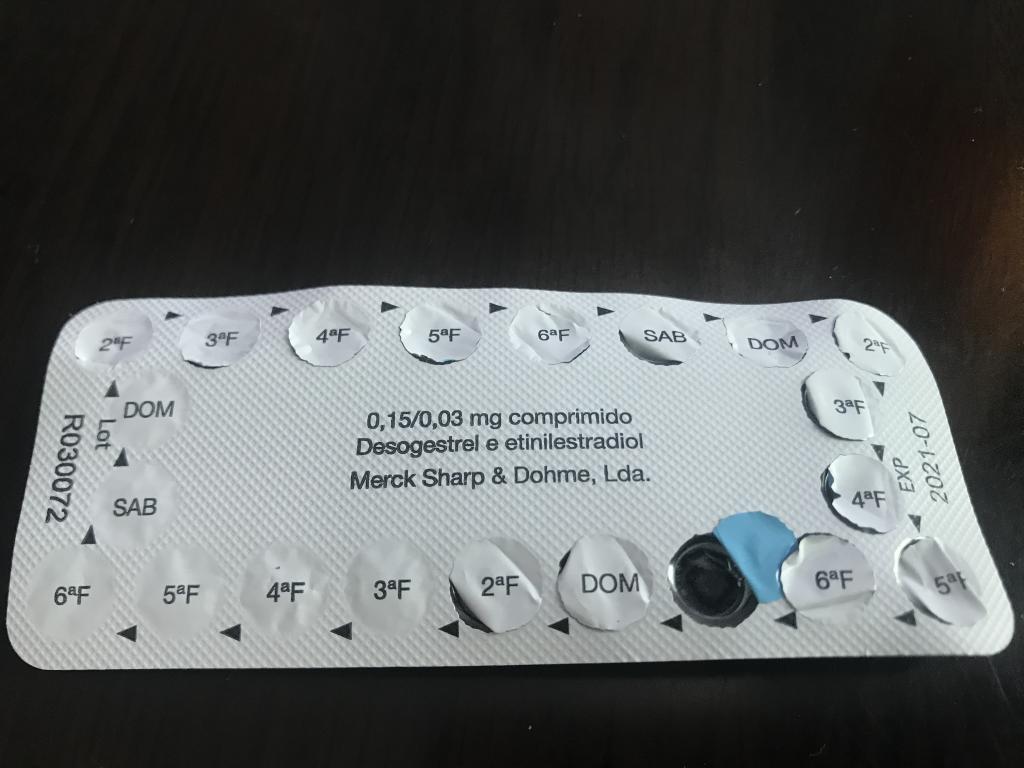 2ªF 3ªF 4ªF 5ªF 6ªF SAB DOM 2ªF
DOM
3ªF
Lot
R030072
0,15/0,03 mg comprimido
Desogestrel e etinilestradiol
Merck Sharp & Dohme, Lda.
EXP
2021-07
SAB
4ªF
6ªF 5ªF 4ªF 3ªF 2ªF DOM 6ªF 5ªF